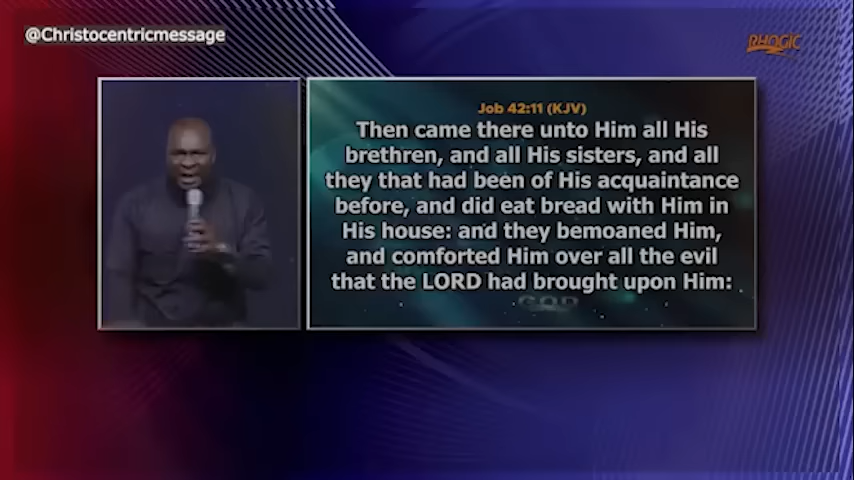 @Christocentricmessage
RHOGIC
Job 42:11 (KJV)
Then came there unto Him all His
brethren, and all His sisters, and all
they that had been of His acquaintance
before, and did eat bread with Him in
His house: and they bemoaned Him,
and comforted Him over all the evil
that the LORD had brought upon Him:
GOD